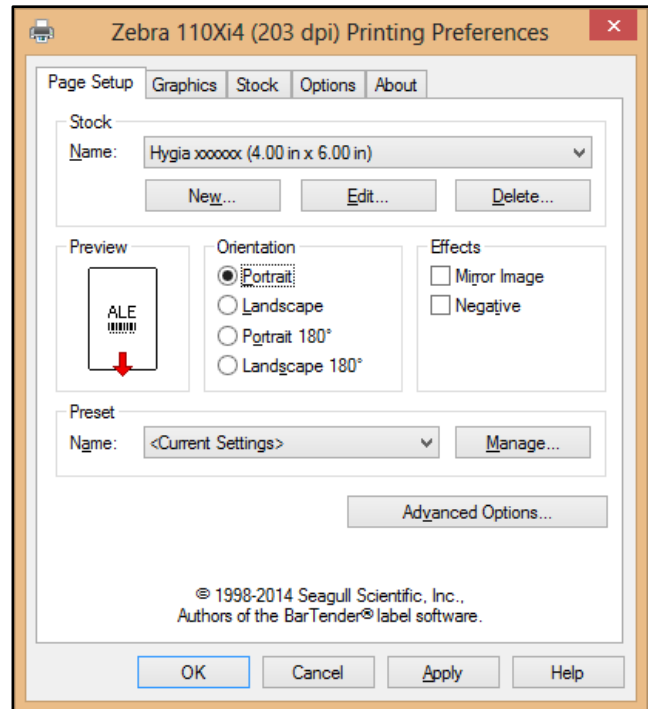 Zebra 110Xi4 (203 dpi) Printing Preferences
Page Setup Graphics Stock Options About
Stock
Name: Hygia xxxxxx (4.00 in x 6.00 in)
New... Edit... Delete...
Preview Orientation Effects
Portrait Mirror Image
ALE Landscape Negative
Portrait 180°
Landscape 180°
Preset
Name: <Current Settings> Manage...
Advanced Options...
© 1998-2014 Seagull Scientific, Inc.,
Authors of the BarTender® label software.
OK Cancel Apply Help